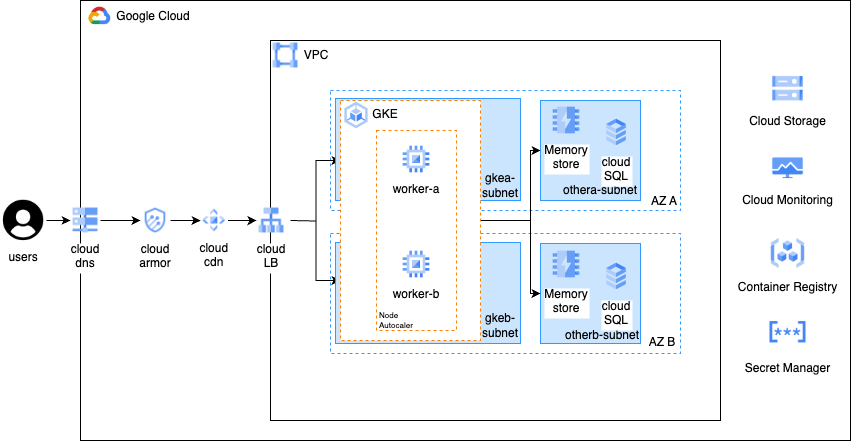 Google Cloud
VPC
GKE
worker-a
gkea-
subnet
Memory
store
cloud
SQL
othera-subnet
AZ A
users
cloud
dns
cloud
armor
cloud
cdn
cloud
LB
worker-b
Node
Autocaler
gkeb-
subnet
Memory
store
cloud
SQL
otherb-subnet
AZ B
Cloud Storage
Cloud Monitoring
Container Registry
[***]
Secret Manager